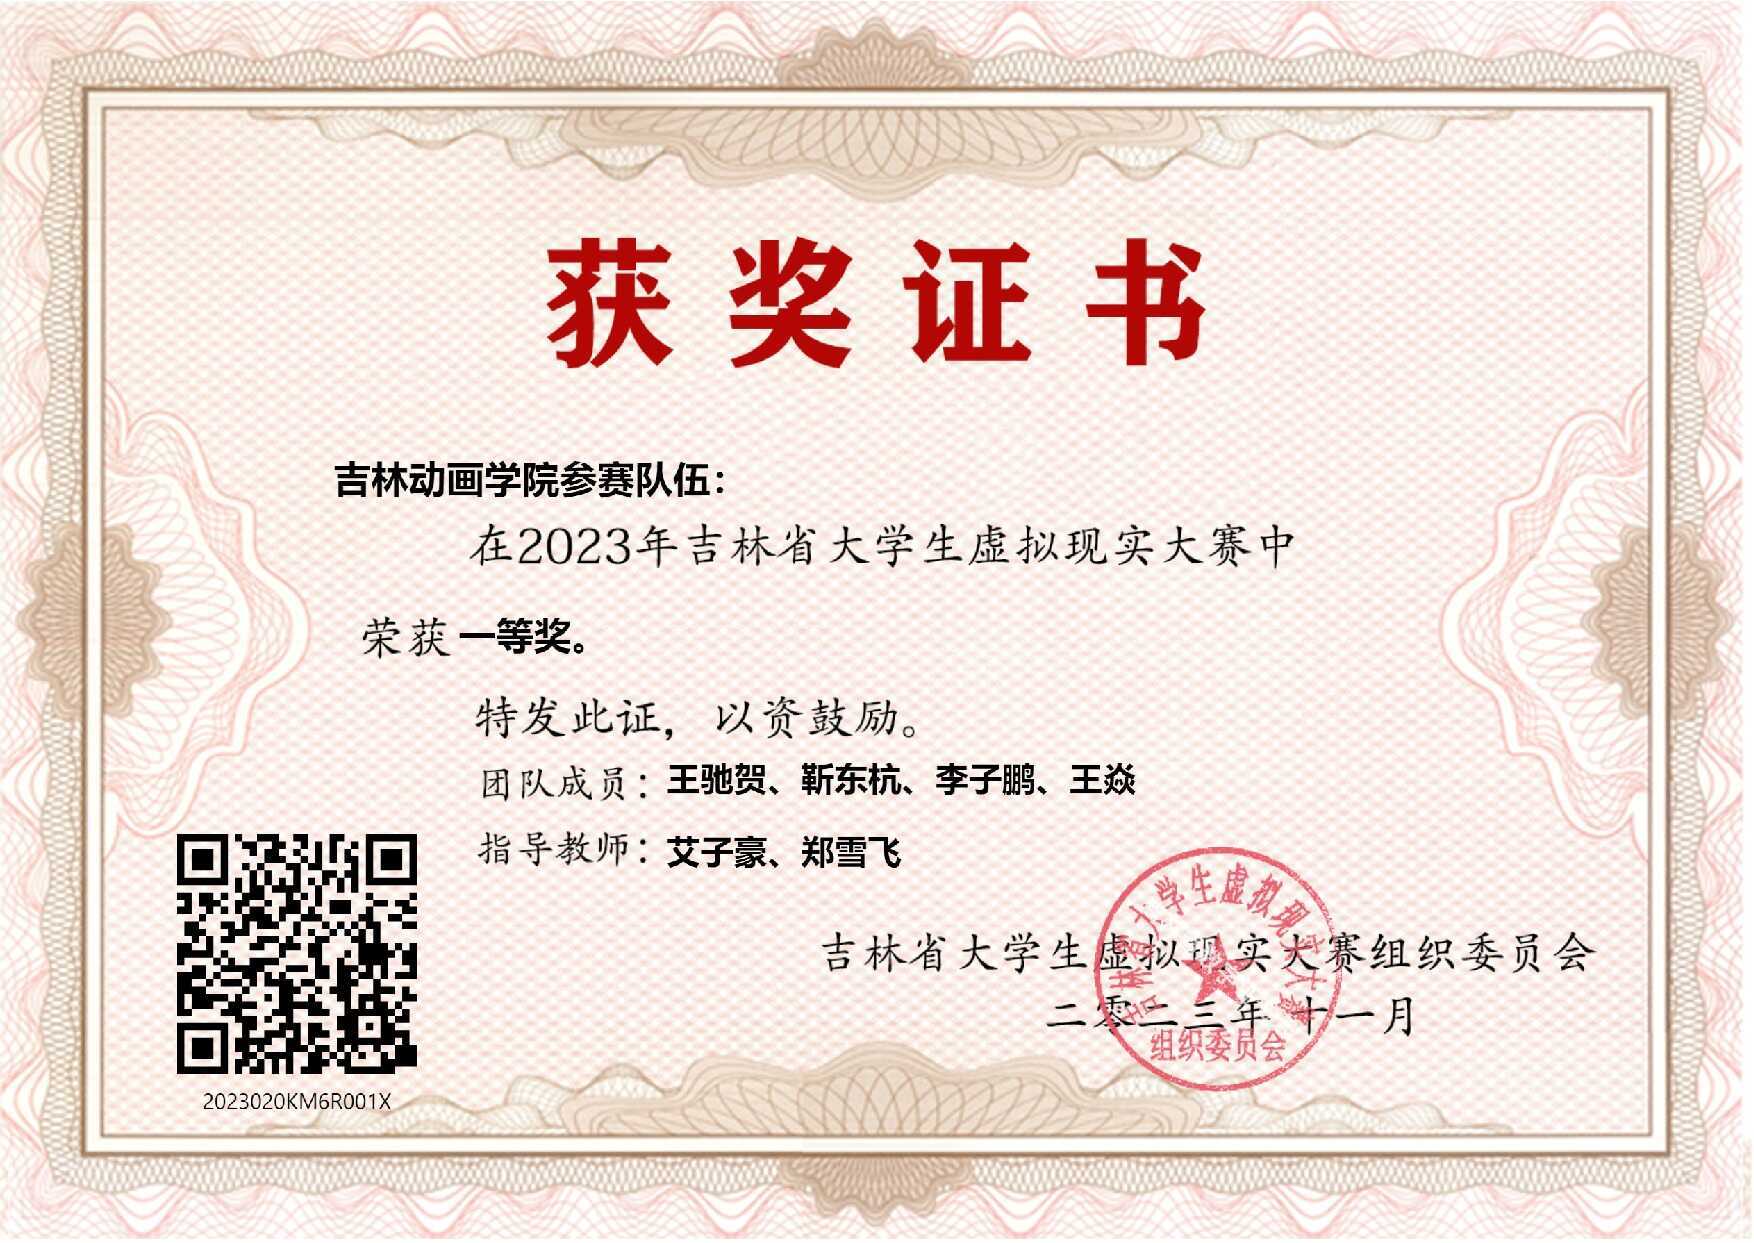 获奖证书
吉林动画学院参赛队伍：
在2023年吉林省大学生虚拟现实大赛中
荣获 一等奖。
特发此证，以资鼓励。
团队成员：王驰贺、靳东杭、李子鹏、王焱
指导教师：艾子豪、郑雪飞
吉林省大学生虚拟现实大赛组织委员会
二零二三年 十一月
吉林省大学生虚拟现实大赛
组织委员会
2023020KM6R001X